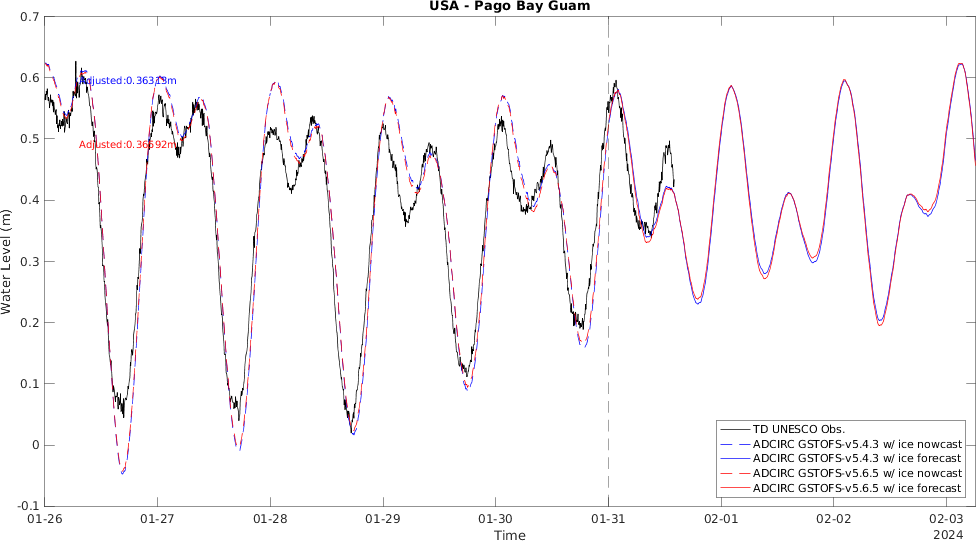 USA - Pago Bay Guam
0.7
0.6
0.5
0.4
0.3
0.2
0.1
0
-0.1
Water Level (m)
Adjusted:0.36313m
Adjusted:0.36592m
TD UNESCO Obs.
ADCIRC GSTOFS-v5.4.3 w/ ice nowcast
ADCIRC GSTOFS-v5.4.3 w/ ice forecast
ADCIRC GSTOFS-v5.6.5 w/ ice nowcast
ADCIRC GSTOFS-v5.6.5 w/ ice forecast
01-26 01-27 01-28 01-29 01-30 01-31 02-01 02-02 02-03
Time
2024